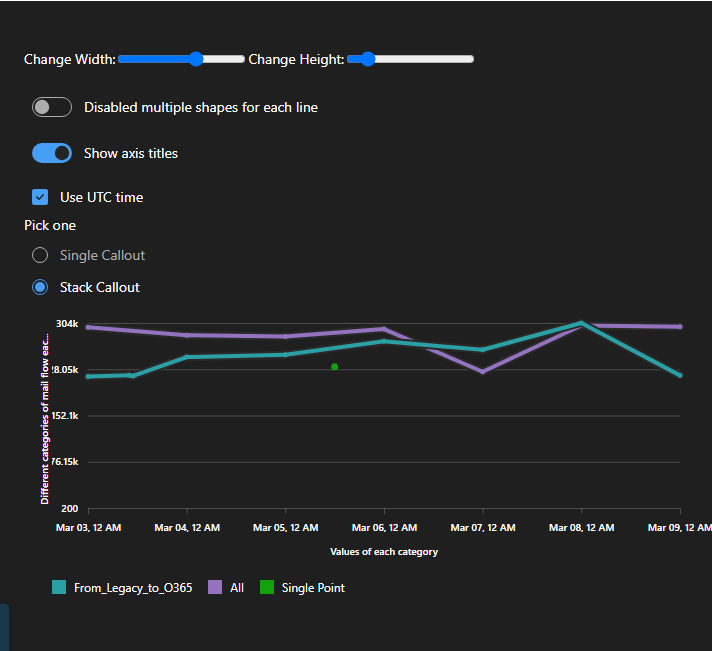 Change Width: Change Height:
Disabled multiple shapes for each line
Show axis titles
Use UTC time
Pick one
Single Callout
Stack Callout
Different categories of mail flow eac...
304k
8.05k
152.1k
76.15k
200
Mar 03, 12 AM Mar 04, 12 AM Mar 05, 12 AM Mar 06, 12 AM Mar 07, 12 AM Mar 08, 12 AM Mar 09, 12 AM
Values of each category
From_Legacy_to_O365 All Single Point